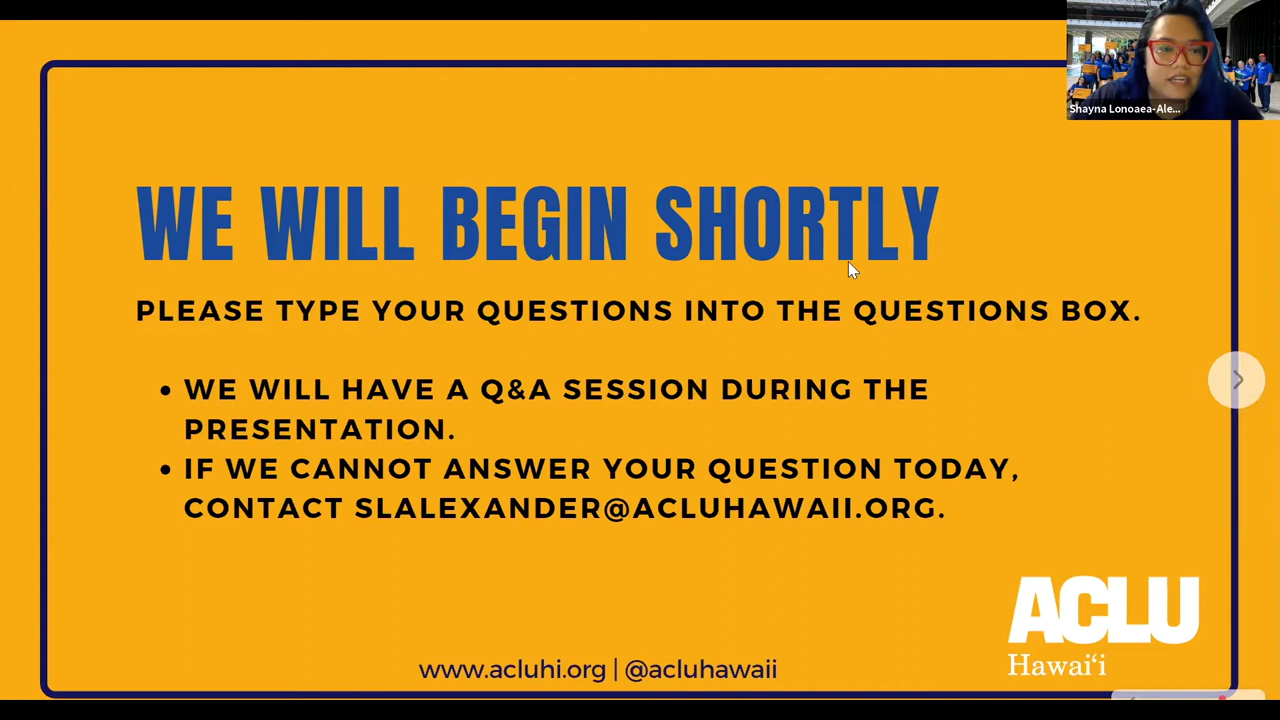 Shayna Lonoaea-Ale...
WE WILL BEGIN SHORTLY
PLEASE TYPE YOUR QUESTIONS INTO THE QUESTIONS BOX.
• WE WILL HAVE A Q&A SESSION DURING THE
PRESENTATION.
• IF WE CANNOT ANSWER YOUR QUESTION TODAY,
CONTACT SLALEXANDER@ACLUHAWAII.ORG.
ACLU
Hawaiʻi
www.acluhi.org | @acluhawaii